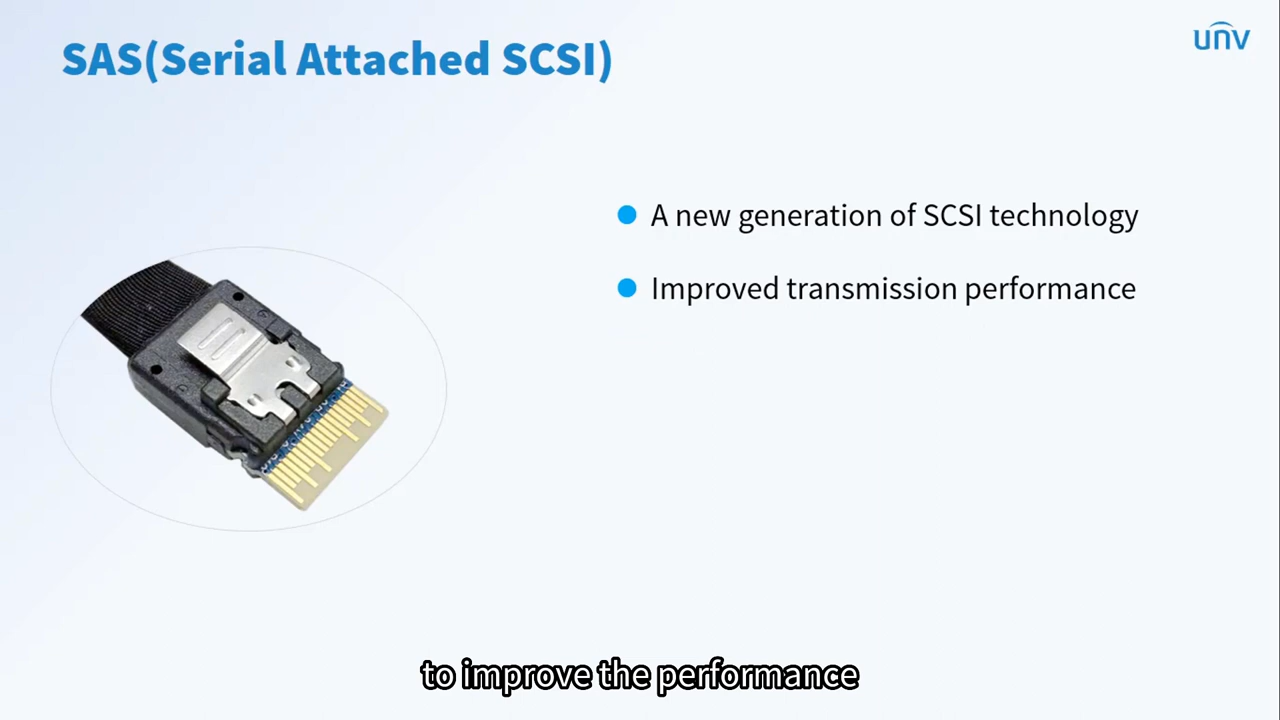 SAS(Serial Attached SCSI)
unv
A new generation of SCSI technology
Improved transmission performance
to improve the performance